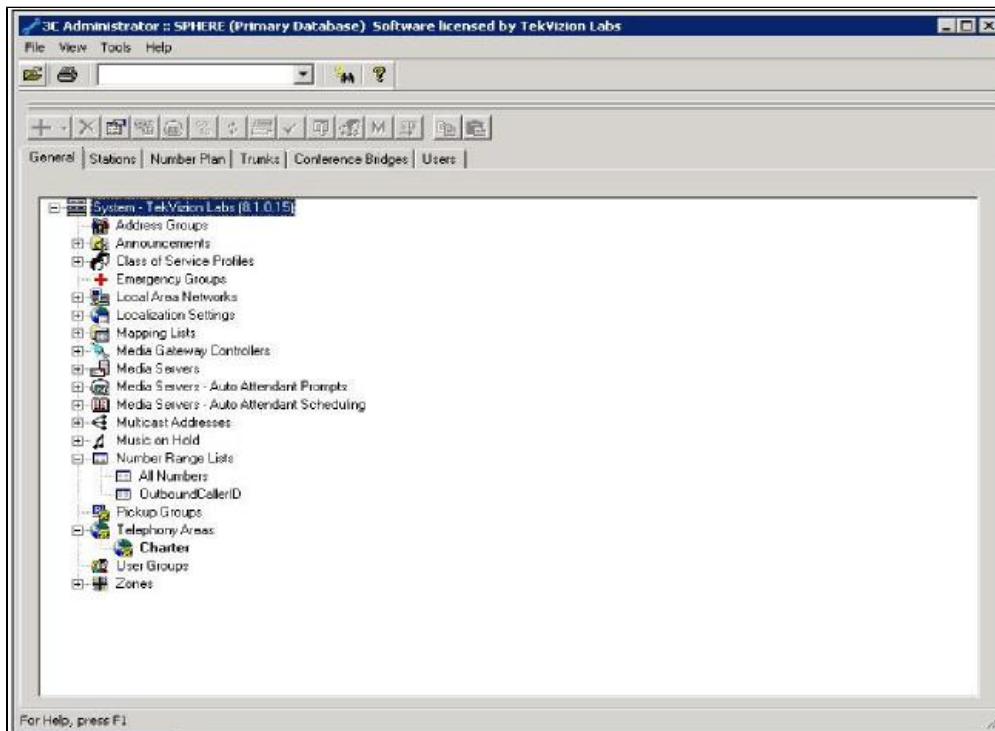 3C Administrator :: SPHERE (Primary Database) Software licensed by TekVizion Labs
File View Tools Help
General Stations Number Plan Trunks Conference Bridges Users
System - TekVizion Labs (8.1.0.15)
Address Groups
Announcements
Class of Service Profiles
Emergency Groups
Local Area Networks
Localization Settings
Mapping Lists
Media Gateway Controllers
Media Servers
Media Servers - Auto Attendant Prompts
Media Servers - Auto Attendant Scheduling
Multicast Addresses
Music on Hold
Number Range Lists
All Numbers
OutboundCallerID
Pickup Groups
Telephony Areas
Charter
User Groups
Zones
For Help, press F1